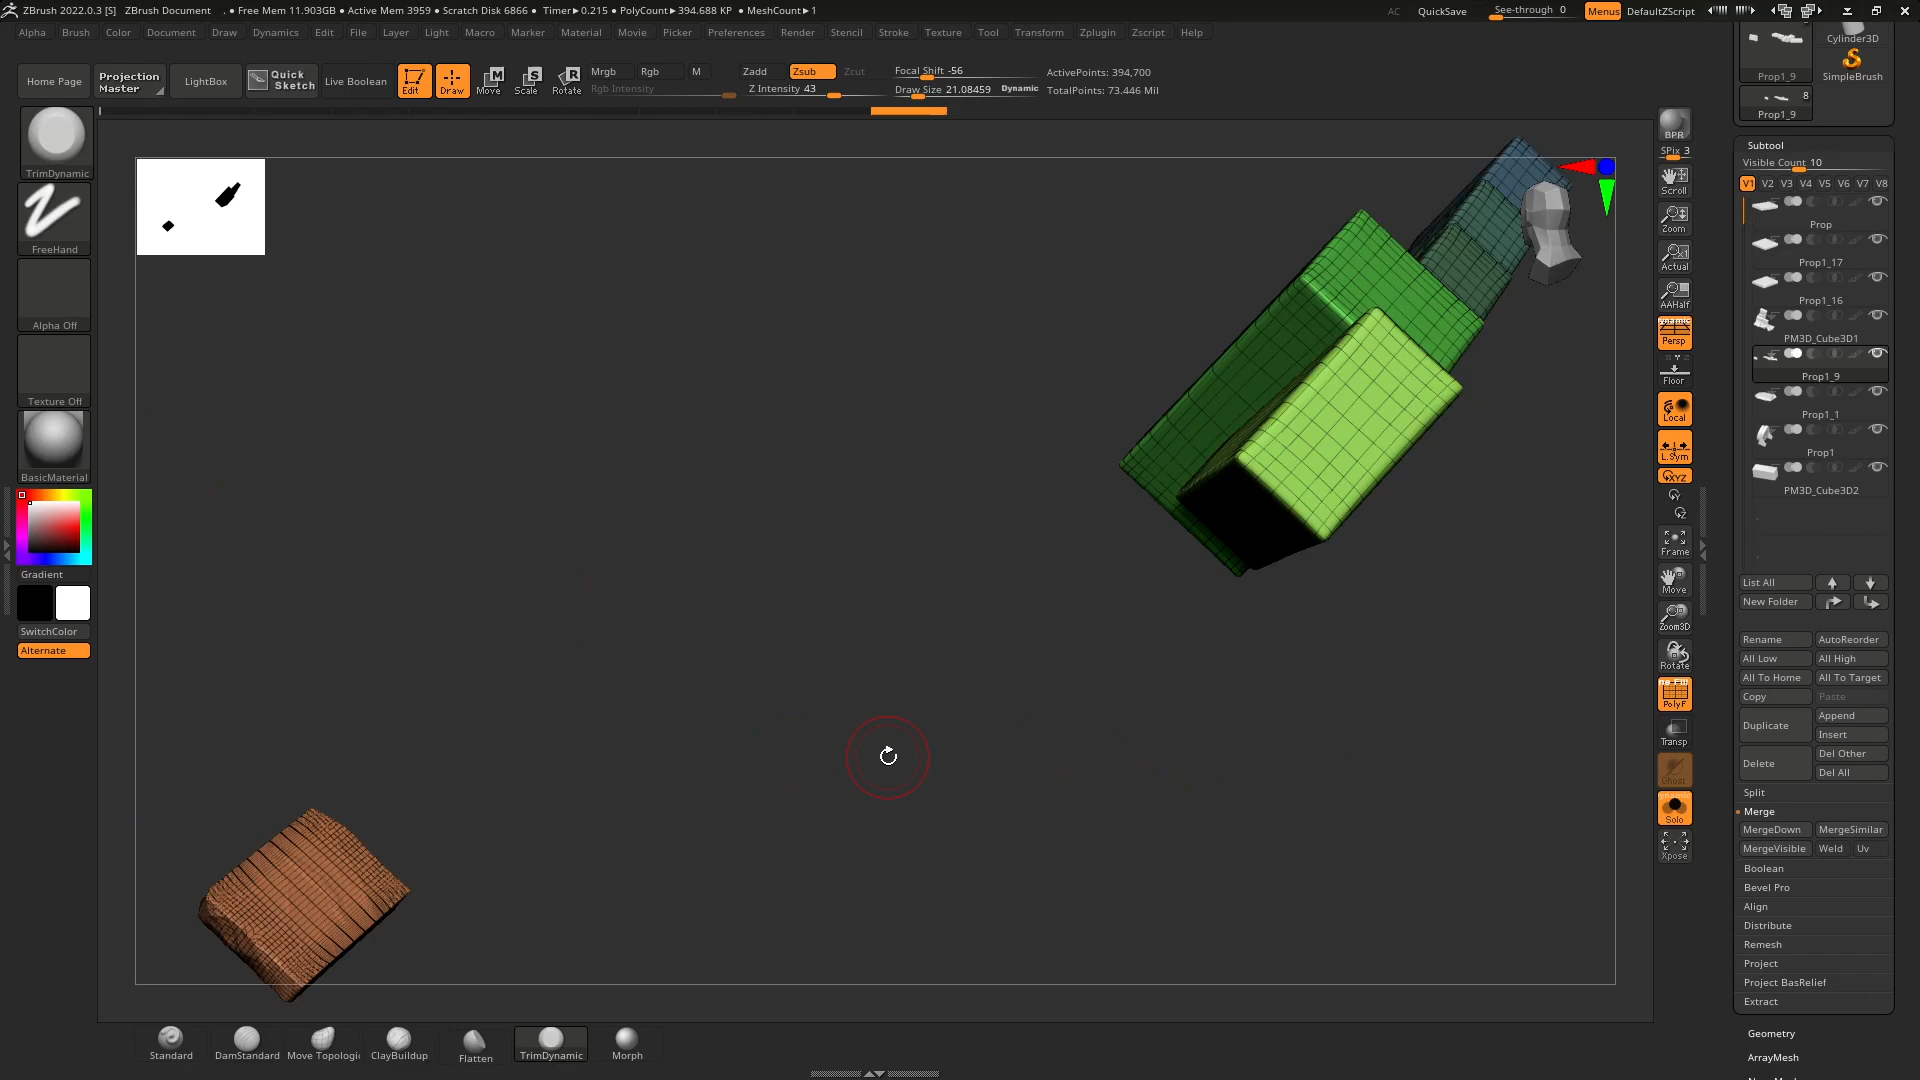 ZBrush 2022.0.3 [S] ZBrush Document . • Free Mem 11.903GB • Active Mem 3959 • Scratch Disk 6866 • Timer▶0.215 • PolyCount▶394.688 KP • MeshCount▶1 AC QuickSave See-through 0 Menus DefaultZScript
Alpha Brush Color Document Draw Dynamics Edit File Layer Light Macro Marker Material Movie Picker Preferences Render Stencil Stroke Texture Tool Transform Zplugin Zscript Help
Home Page
Projection
Master
LightBox
Quick
Sketch
Live Boolean
Edit
Draw
Move
Scale
Rotate
Mrgb Rgb M
Rgb Intensity
Zadd Zsub Zcut
Z Intensity 43
Focal Shift -56
Draw Size 21.08459 Dynamic
ActivePoints: 394,700
TotalPoints: 73.446 Mil
TrimDynamic
FreeHand
Alpha Off
Texture Off
BasicMaterial
Gradient
SwitchColor
Alternate
BPR
SPix 3
Scroll
Zoom
Actual
AAHalf
Persp
Floor
Local
L.Sym
XYZ
Frame
Move
Zoom3D
Rotate
PolyF
Transp
Ghost
Solo
Xpose
Cylinder3D
Prop1_9
SimpleBrush
8
Prop1_9
Subtool
Visible Count 10
V1 V2 V3 V4 V5 V6 V7 V8
Prop
Prop1_17
Prop1_16
PM3D_Cube3D1
Prop1_9
Prop1_1
Prop1
PM3D_Cube3D2
List All
New Folder
Rename AutoReorder
All Low All High
All To Home All To Target
Copy Paste
Duplicate
Append
Insert
Delete
Del Other
Del All
Split
Merge
MergeDown MergeSimilar
MergeVisible Weld Uv
Boolean
Bevel Pro
Align
Distribute
Remesh
Project
Project BasRelief
Extract
Geometry
ArrayMesh
Standard DamStandard Move Topologic ClayBuildup Flatten TrimDynamic Morph